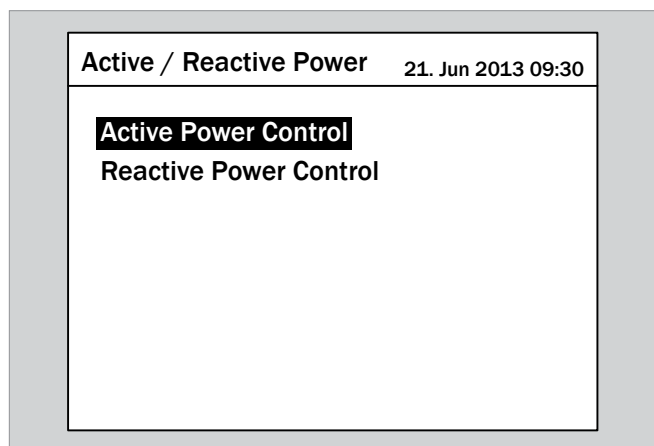 Active / Reactive Power 21. Jun 2013 09:30
Active Power Control
Reactive Power Control